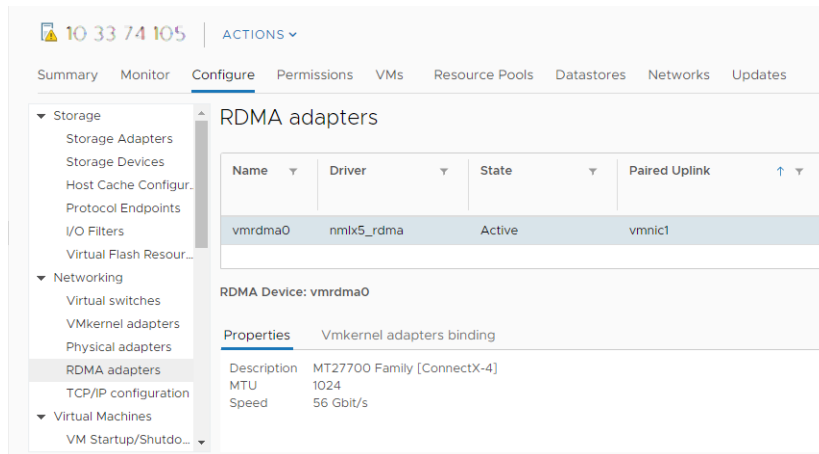 10 33 74 105 ACTIONS
Summary Monitor Configure Permissions VMs Resource Pools Datastores Networks Updates
Storage
Storage Adapters
Storage Devices
Host Cache Configur..
Protocol Endpoints
I/O Filters
Virtual Flash Resour...
Networking
Virtual switches
VMkernel adapters
Physical adapters
RDMA adapters
TCP/IP configuration
Virtual Machines
VM Startup/Shutdo...
RDMA adapters
Name Driver State Paired Uplink
vmrdma0 nmlx5_rdma Active vmnic1
RDMA Device: vmrdma0
Properties Vmkernel adapters binding
Description MT27700 Family [ConnectX-4]
MTU 1024
Speed 56 Gbit/s